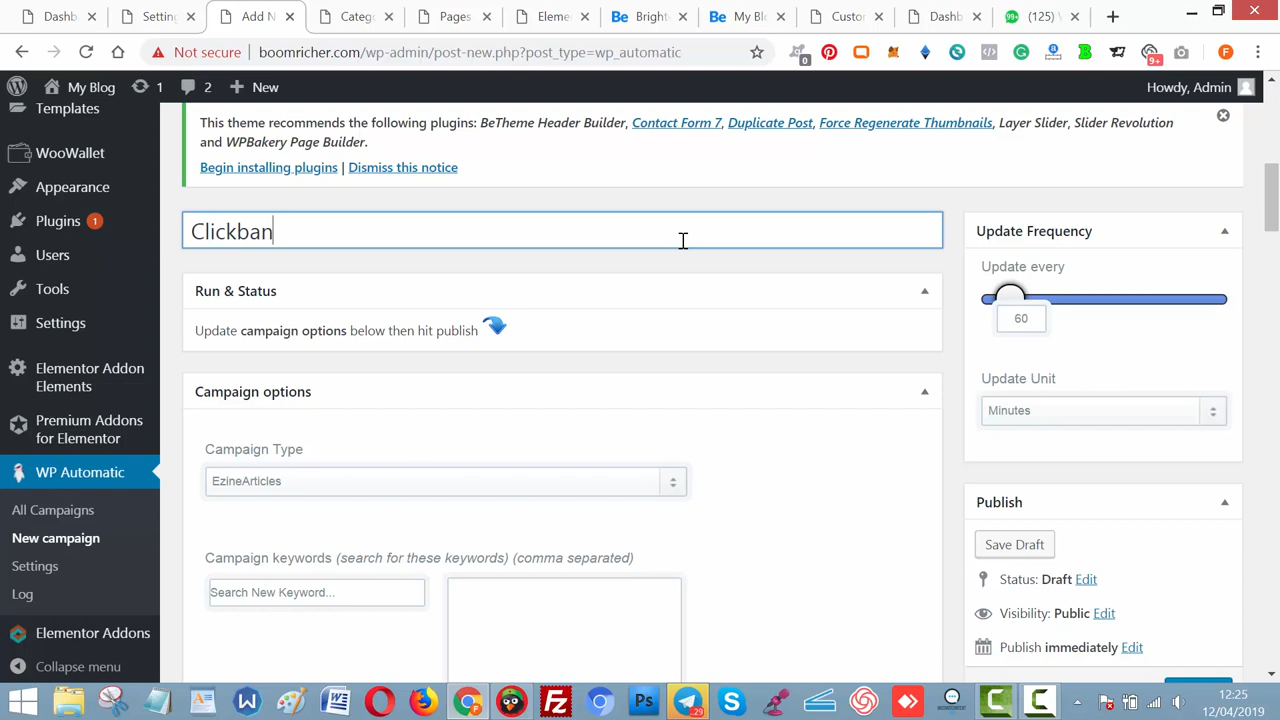 Dashb
Setting
Add N
Catego
Pages
Eleme
Bright
My Blo
Custo
Dashb
(125) W
Not secure
boomricher.com/wp-admin/post-new.php?post_type=wp_automatic
0
9+
F
My Blog
1
2
New
Howdy, Admin
Templates
WooWallet
Appearance
Plugins 1
Users
Tools
Settings
Elementor Addon
Elements
Premium Addons
for Elementor
WP Automatic
All Campaigns
New campaign
Settings
Log
Elementor Addons
Collapse menu
This theme recommends the following plugins: BeTheme Header Builder, Contact Form 7, Duplicate Post, Force Regenerate Thumbnails, Layer Slider, Slider Revolution
and WPBakery Page Builder.
Begin installing plugins | Dismiss this notice
Clickban
Run & Status
Update campaign options below then hit publish
Campaign options
Campaign Type
EzineArticles
Campaign keywords (search for these keywords) (comma separated)
Search New Keyword...
Update Frequency
Update every
60
Update Unit
Minutes
Publish
Save Draft
Status: Draft Edit
Visibility: Public Edit
Publish immediately Edit
29
12:25
12/04/2019